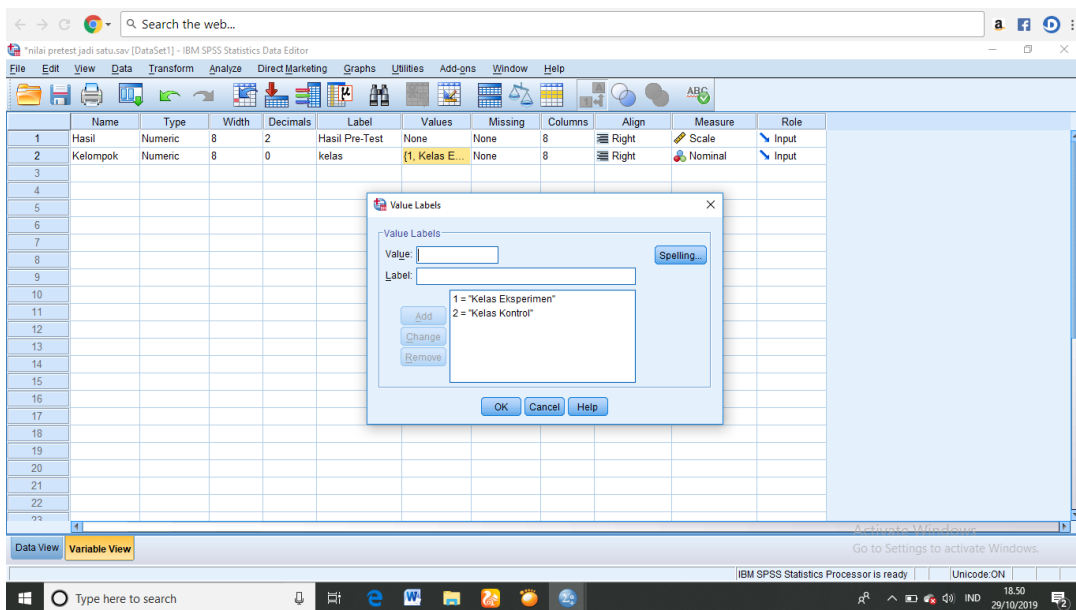 Search the web...
*nilai pretest jadi satu.sav [DataSet1] - IBM SPSS Statistics Data Editor
File Edit View Data Transform Analyze Direct Marketing Graphs Utilities Add-ons Window Help
Name Type Width Decimals Label Values Missing Columns Align Measure Role
1 Hasil Numeric 8 2 Hasil Pre-Test None None 8 Right Scale Input
2 Kelompok Numeric 8 0 kelas {1, Kelas E... None 8 Right Nominal Input
3
4
5
6
7
8
9
10
11
12
13
14
15
16
17
18
19
20
21
22
23
Value Labels
Value Labels
Value:
Spelling...
Label:
1 = "Kelas Eksperimen"
2 = "Kelas Kontrol"
Add
Change
Remove
OK Cancel Help
Activate Windows
Go to Settings to activate Windows.
Data View Variable View
IBM SPSS Statistics Processor is ready Unicode:ON
Type here to search
IND
18.50
29/10/2019
2